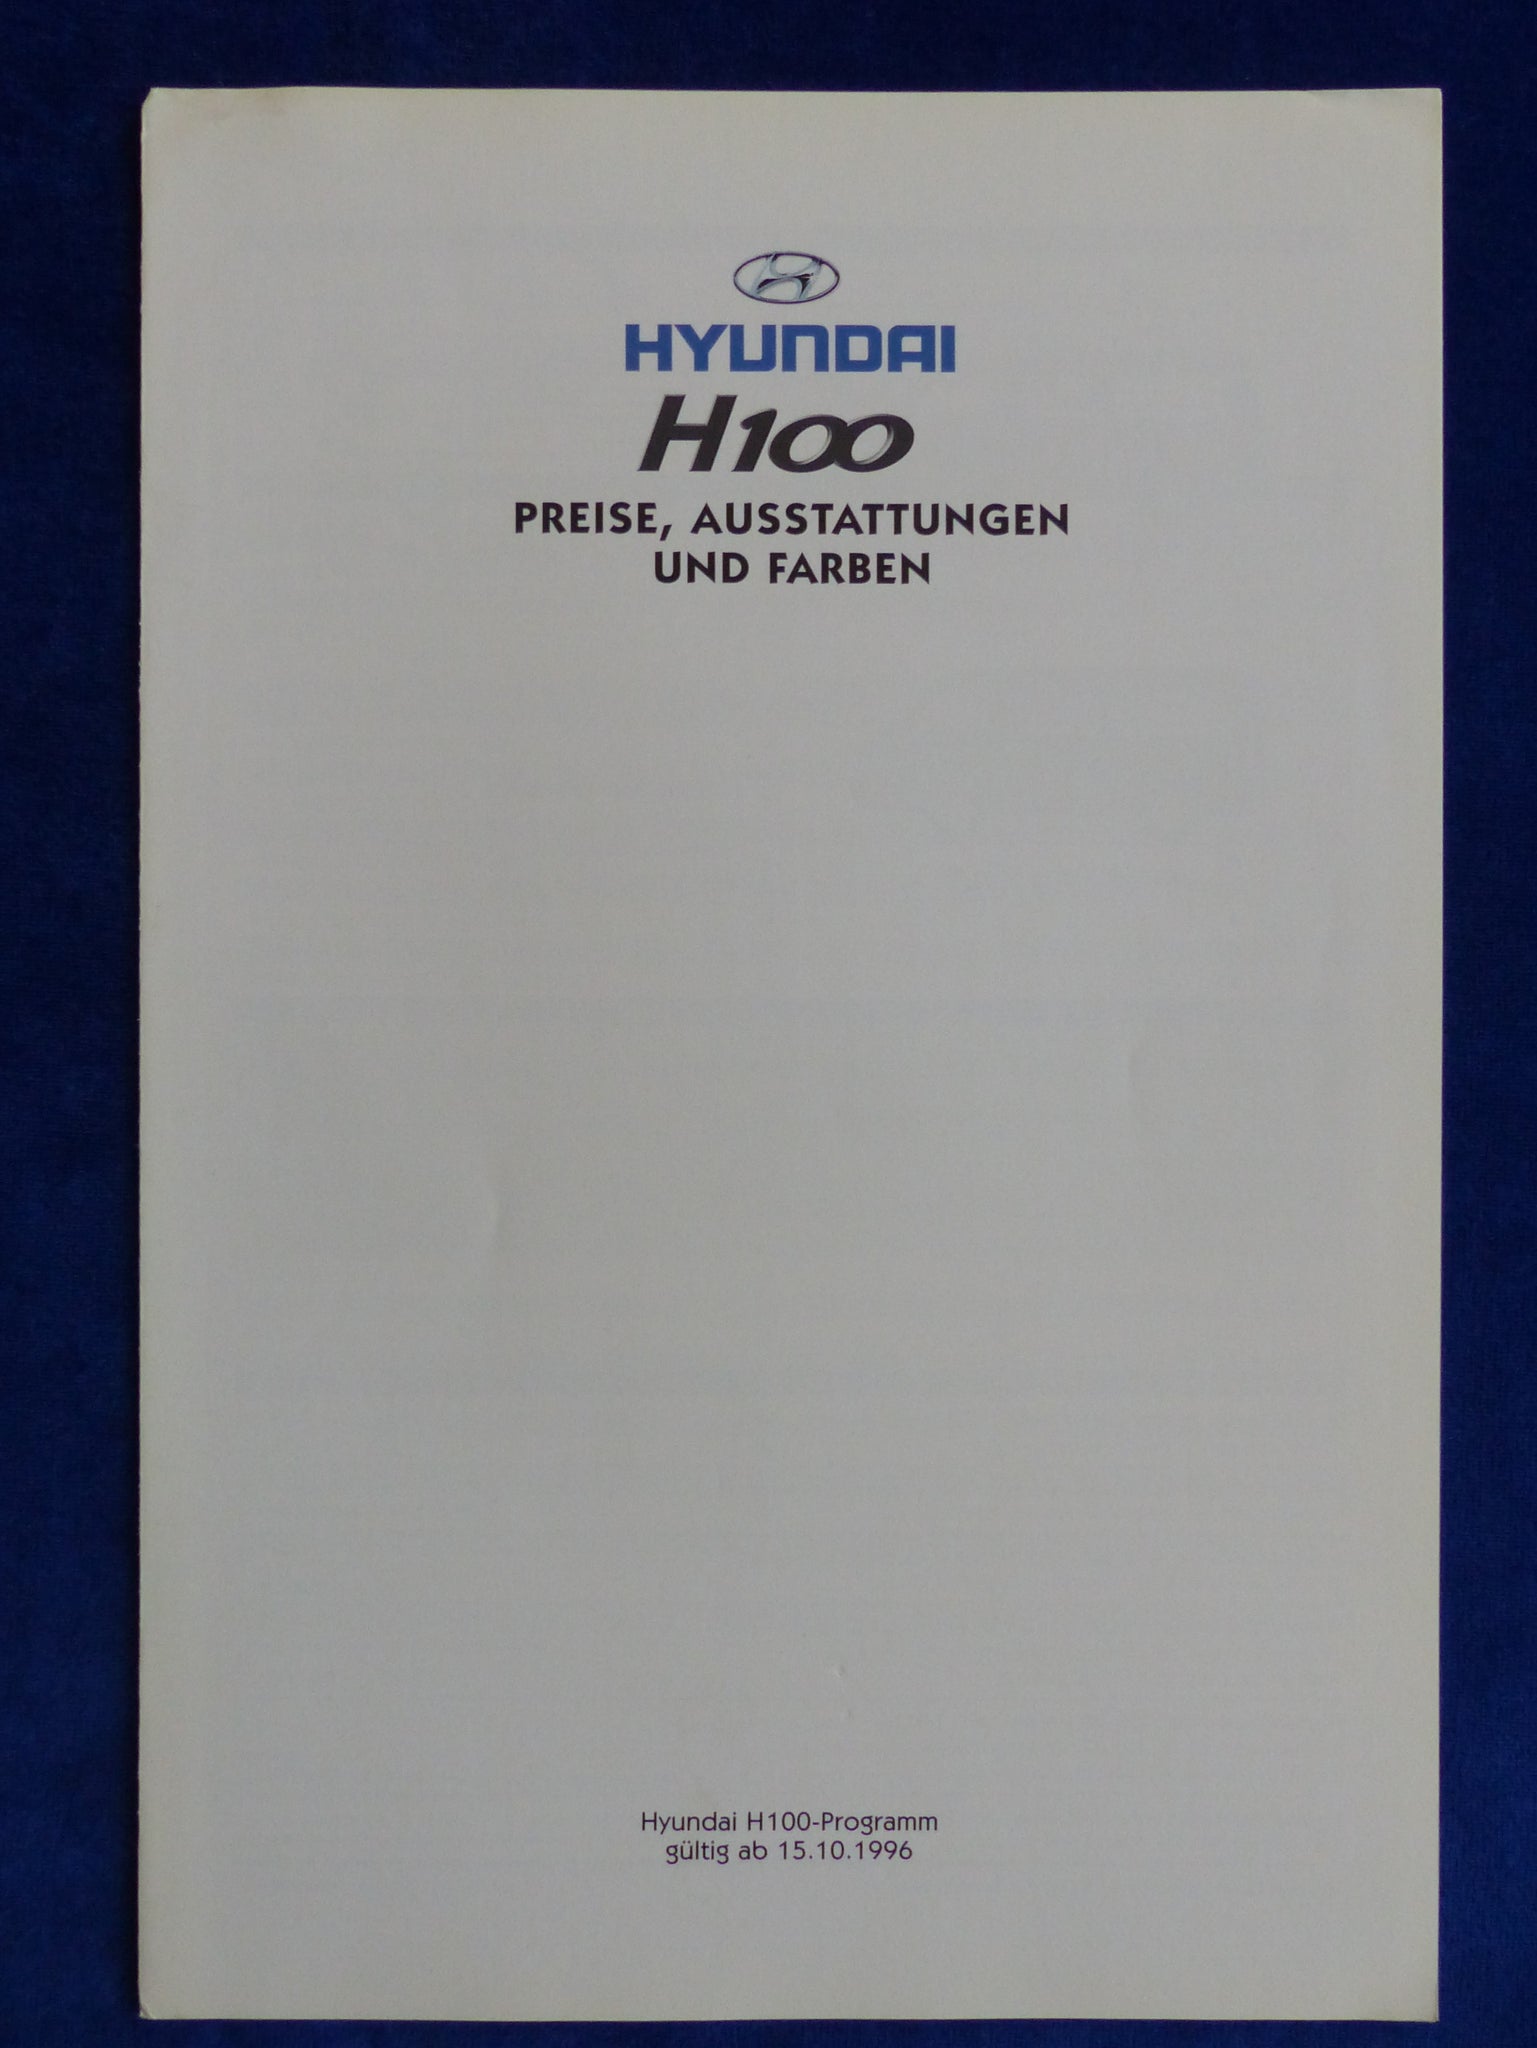 HYUNDAI
H100
PREISE, AUSSTATTUNGEN
UND FARBEN
Hyundai H100-Programm
gültig ab 15.10.1996